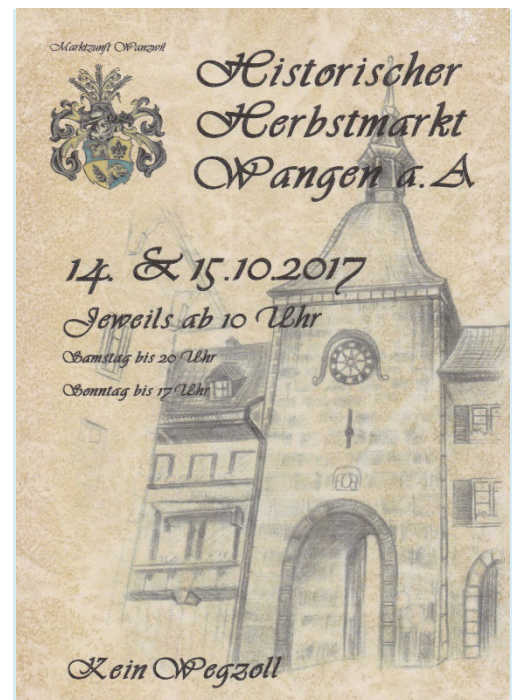 Marktzunft Wanzwil
Historischer
Herbstmarkt
Wangen a. A
14. & 15.10.2017
Jeweils ab 10 Uhr
Samstag bis 20 Uhr
Sonntag bis 17 Uhr
Kein Wegzoll